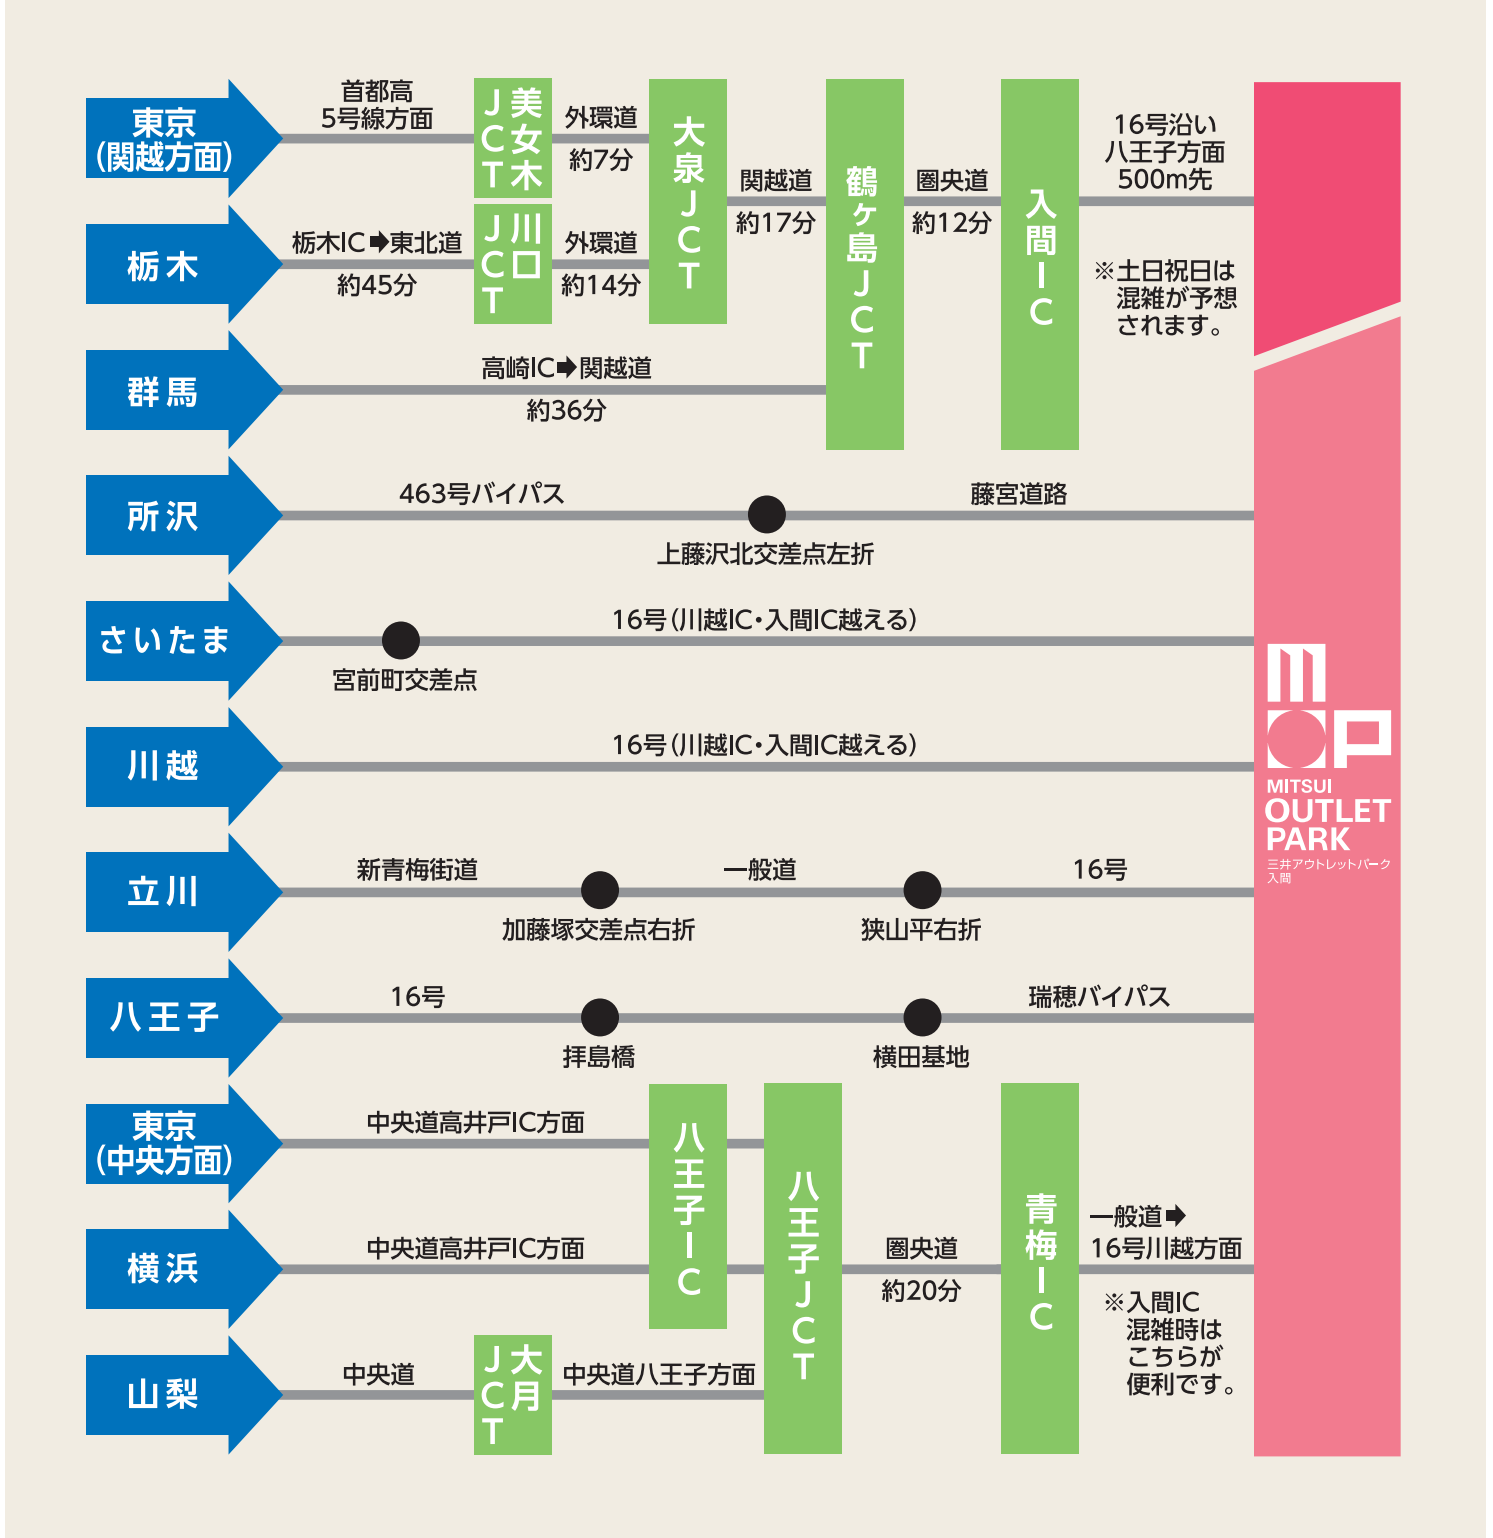 東京
(関越方面)
首都高
5号線方面
美女木
JCT
外環道
約7分
大泉JCT
関越道
約17分
鶴ヶ島JCT
圏央道
約12分
入間IC
16号沿い
八王子方面
500m先
※土日祝日は
混雑が予想
されます。
栃木
栃木IC➡東北道
約45分
川口
JCT
外環道
約14分
群馬
高崎IC➡関越道
約36分
所沢
463号バイパス
上藤沢北交差点左折
藤宮道路
さいたま
宮前町交差点
16号(川越IC・入間IC越える)
川越
16号(川越IC・入間IC越える)
立川
新青梅街道
加藤塚交差点右折
一般道
狭山平右折
16号
八王子
16号
拝島橋
横田基地
瑞穂バイパス
東京
(中央方面)
中央道高井戸IC方面
八王子IC
横浜
中央道高井戸IC方面
八王子JCT
圏央道
約20分
青梅IC
一般道➡
16号川越方面
※入間IC
混雑時は
こちらが
便利です。
山梨
中央道
大月
JCT
中央道八王子方面
MOP
MITSUI
OUTLET
PARK
三井アウトレットパーク
入間